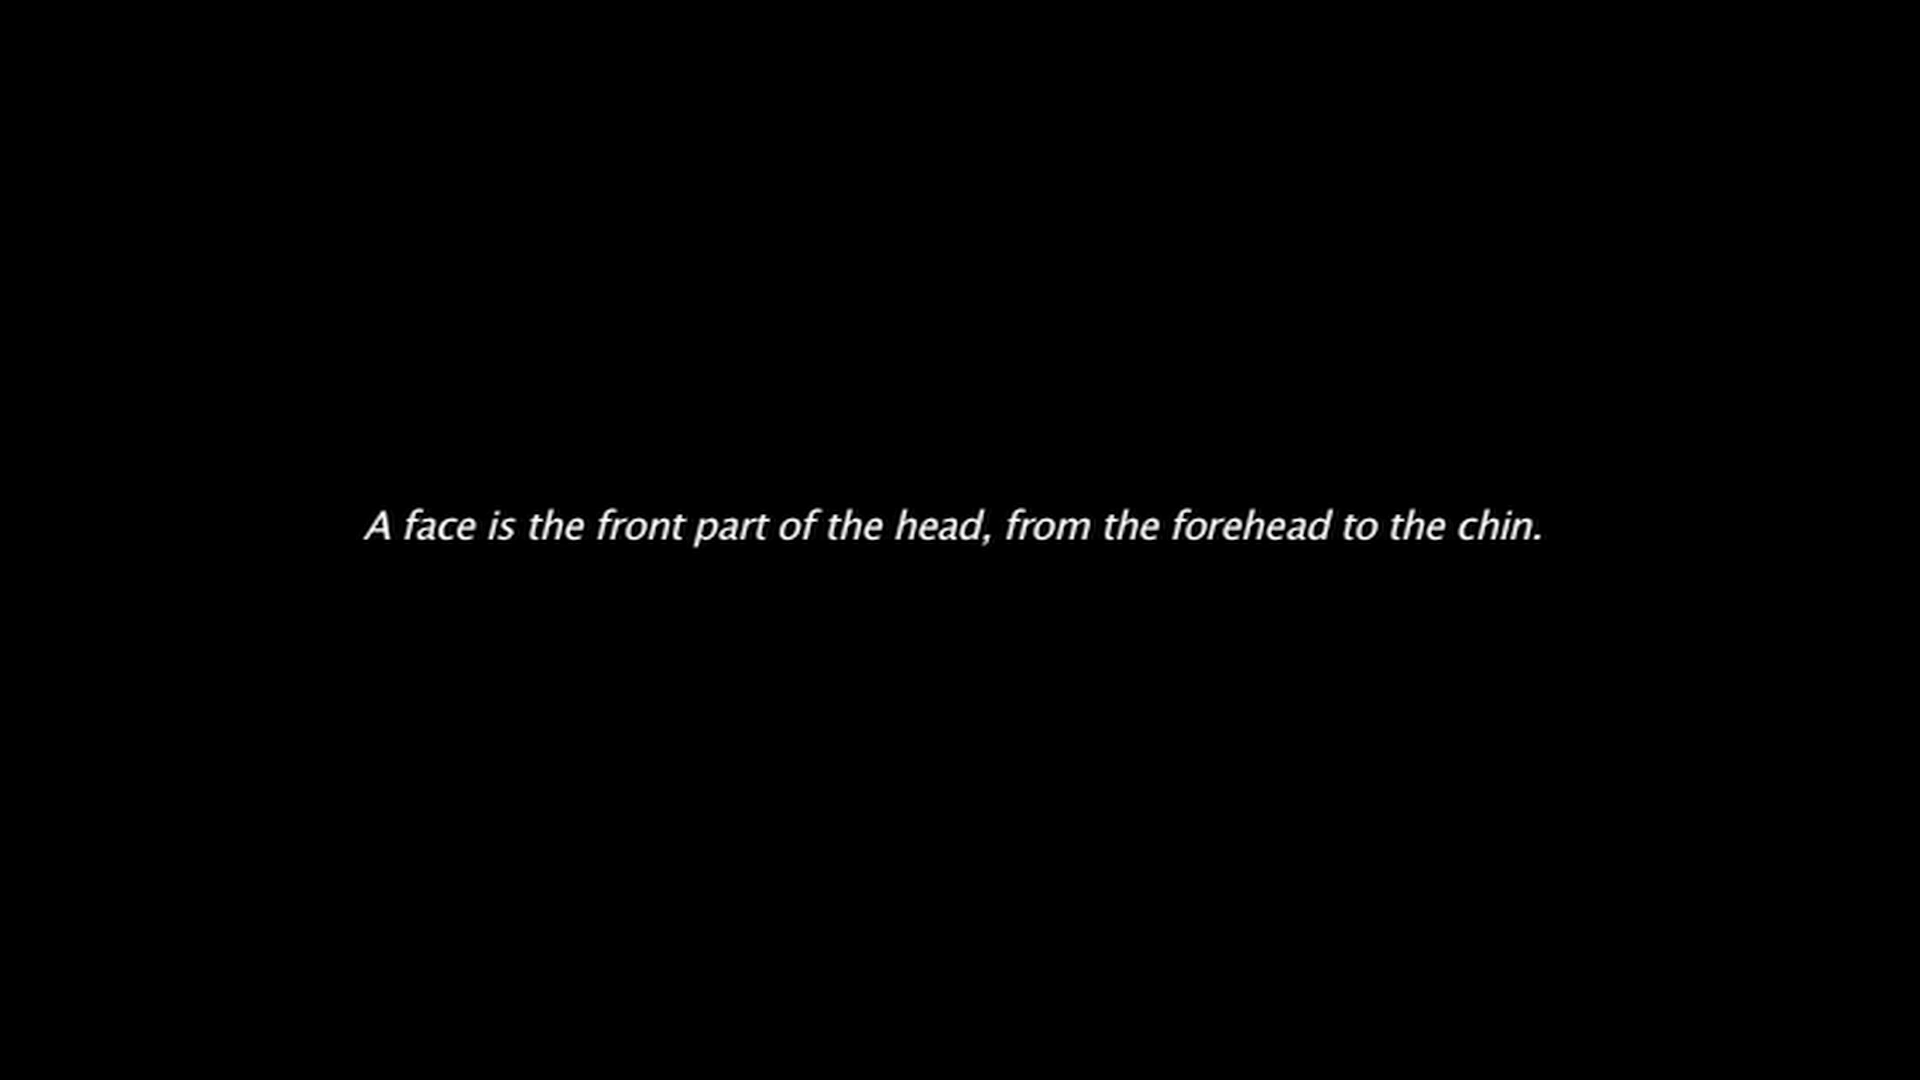 A face is the front part of the head, from the forehead to the chin.